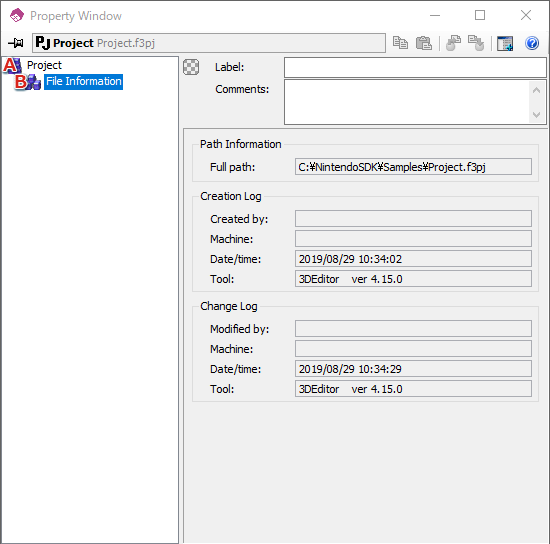 Property Window
PJ Project Project.f3pj
A Project
B File Information
Label:
Comments:
Path Information
Full path: C:¥NintendoSDK¥Samples¥Project.f3pj
Creation Log
Created by:
Machine:
Date/time: 2019/08/29 10:34:02
Tool: 3DEditor ver 4.15.0
Change Log
Modified by:
Machine:
Date/time: 2019/08/29 10:34:29
Tool: 3DEditor ver 4.15.0